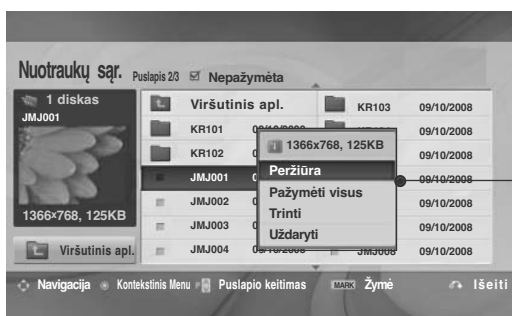 Nuotraukų sąr. Puslapis 2/3 Nepažymėta
1 diskas
JMJ001
1366x768, 125KB
Viršutinis apl.
Viršutinis apl.
KR101
KR102
JMJ001
JMJ002
JMJ003
JMJ004
KR103 09/10/2008
09/10/2008
09/10/2008
09/10/2008
09/10/2008
09/10/2008
JMJ008 09/10/2008
1366x768, 125KB
Peržiūra
Pažymėti visus
Trinti
Uždaryti
Navigacija Kontekstinis Menu Puslapio keitimas MARK Žymė Išeiti